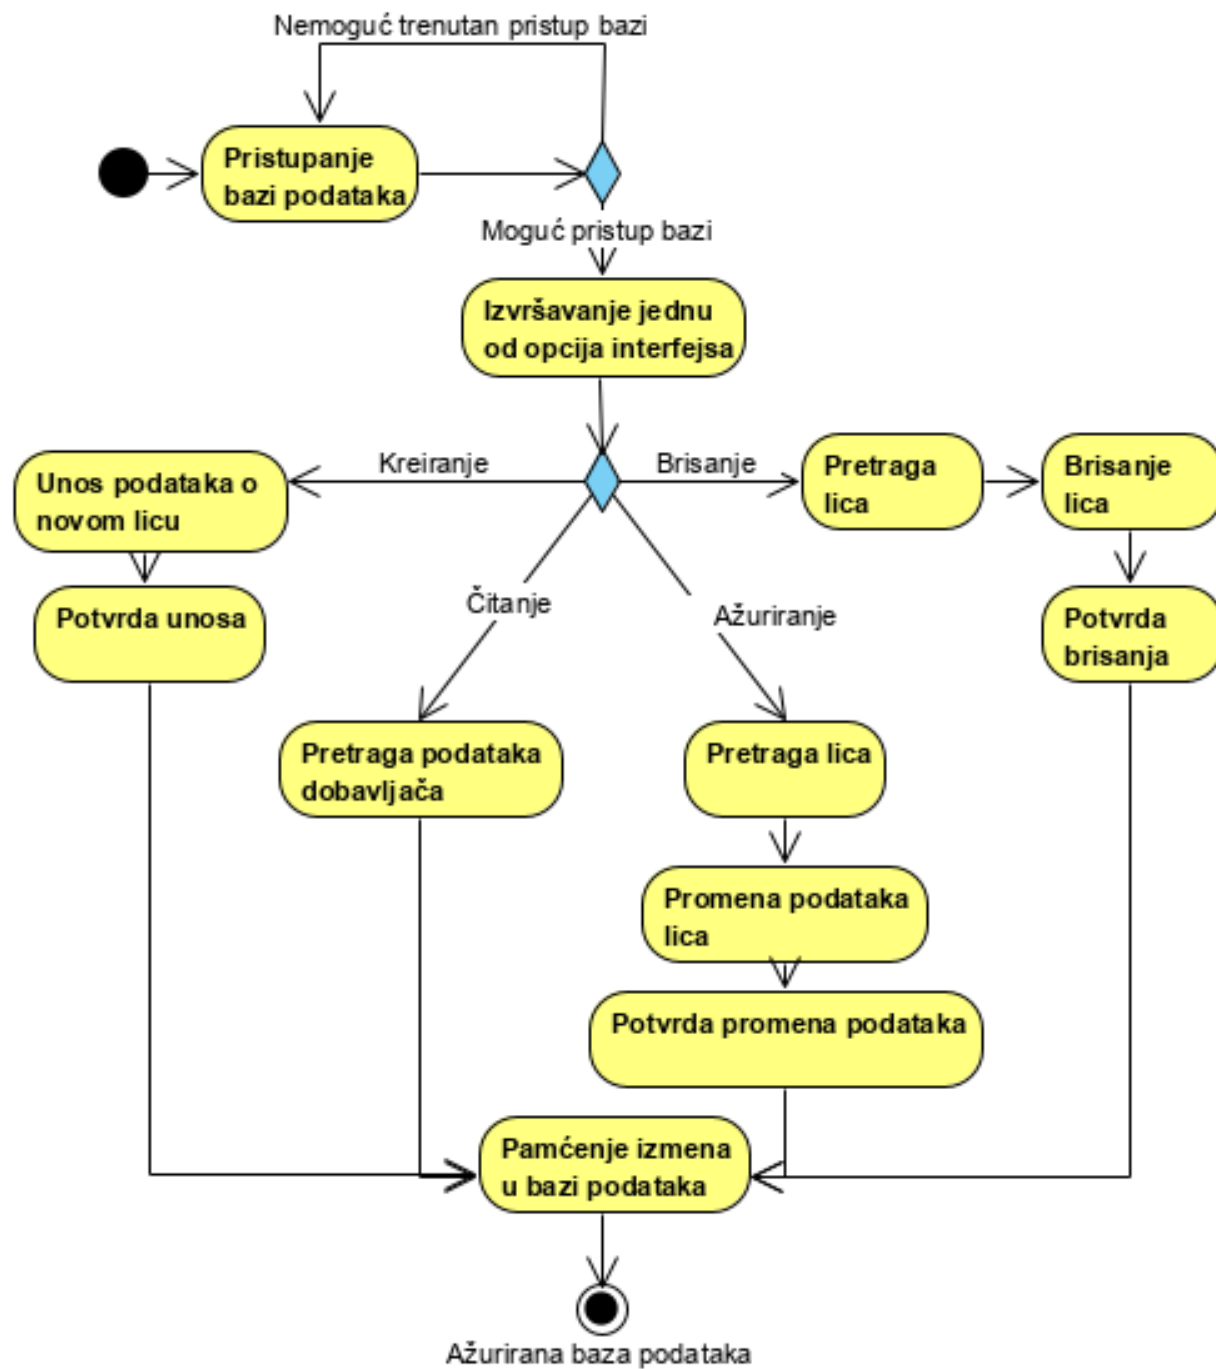 Nemoguć trenutan pristup bazi
Pristupanje
bazi podataka
Moguć pristup bazi
Izvršavanje jednu
od opcija interfejsa
Kreiranje
Brisanje
Pretraga
lica
Brisanje
lica
Unos podataka o
novom licu
Potvrda unosa
Čitanje
Ažuriranje
Potvrda
brisanja
Pretraga podataka
dobavljača
Pretraga lica
Promena podataka
lica
Potvrda promena podataka
Pamćenje izmena
u bazi podataka
Ažurirana baza podataka